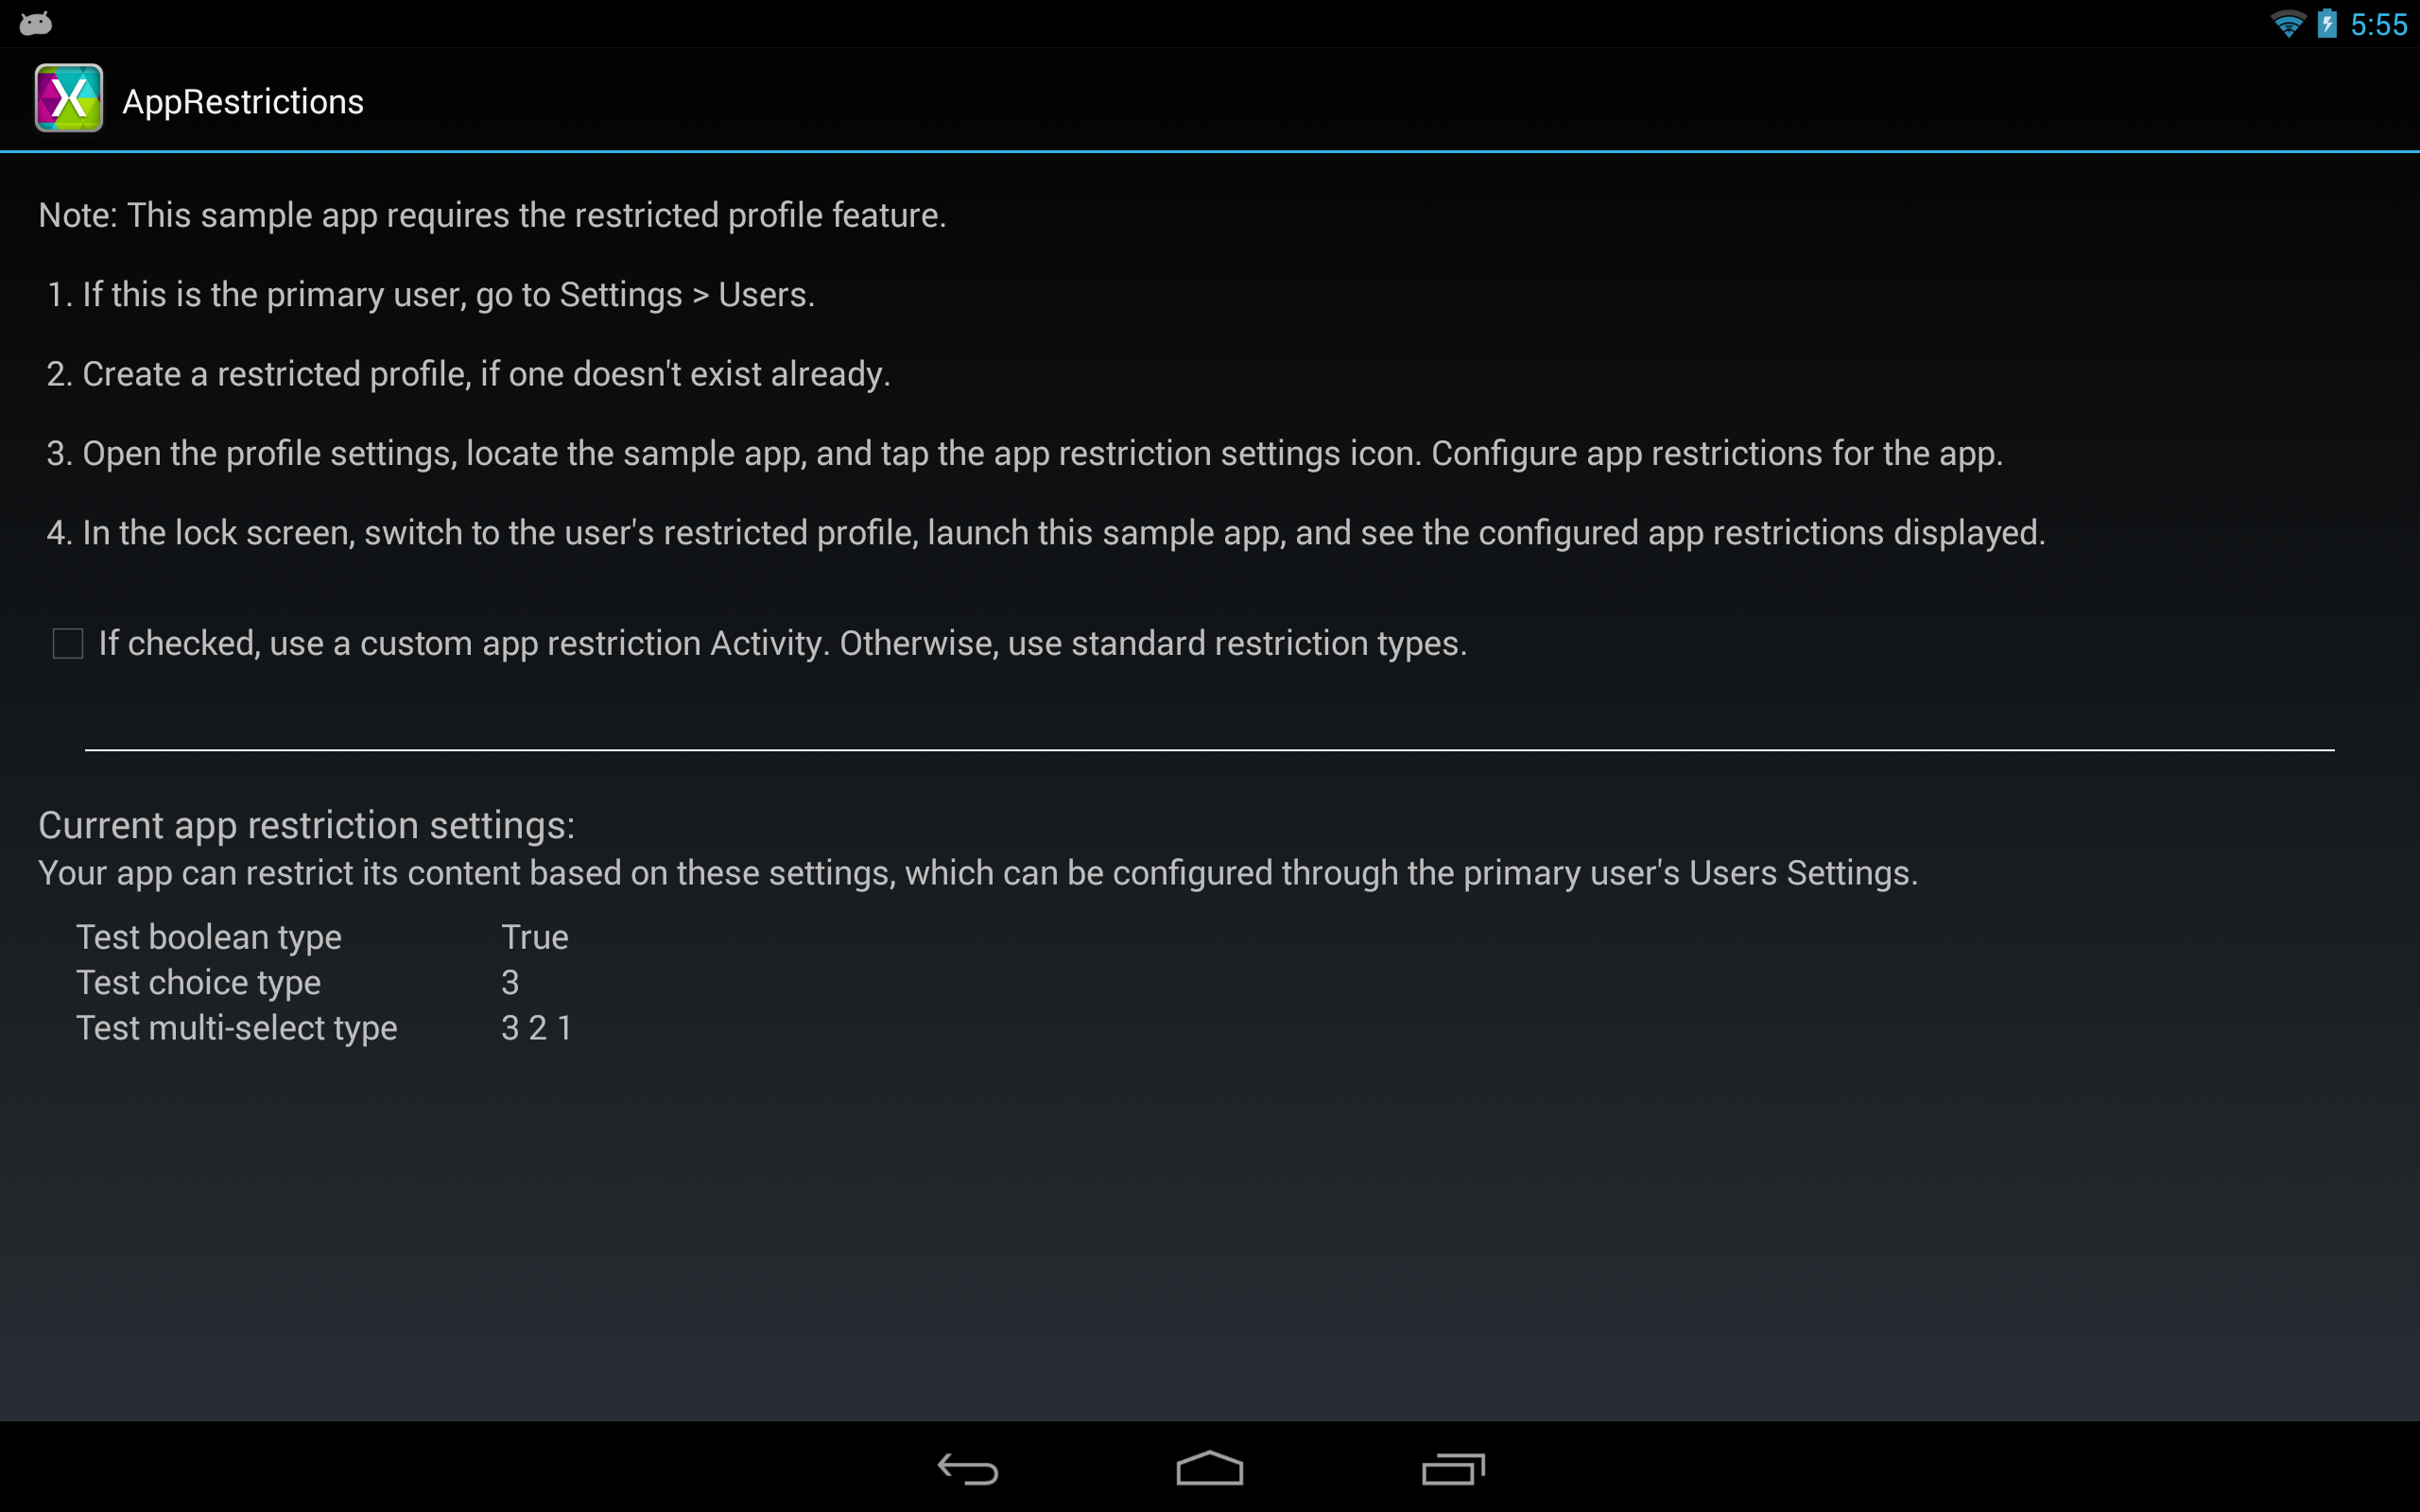 5:55
X AppRestrictions
Note: This sample app requires the restricted profile feature.
1. If this is the primary user, go to Settings > Users.
2. Create a restricted profile, if one doesn't exist already.
3. Open the profile settings, locate the sample app, and tap the app restriction settings icon. Configure app restrictions for the app.
4. In the lock screen, switch to the user's restricted profile, launch this sample app, and see the configured app restrictions displayed.
If checked, use a custom app restriction Activity. Otherwise, use standard restriction types.
Current app restriction settings:
Your app can restrict its content based on these settings, which can be configured through the primary user's Users Settings.
Test boolean type True
Test choice type 3
Test multi-select type 3 2 1